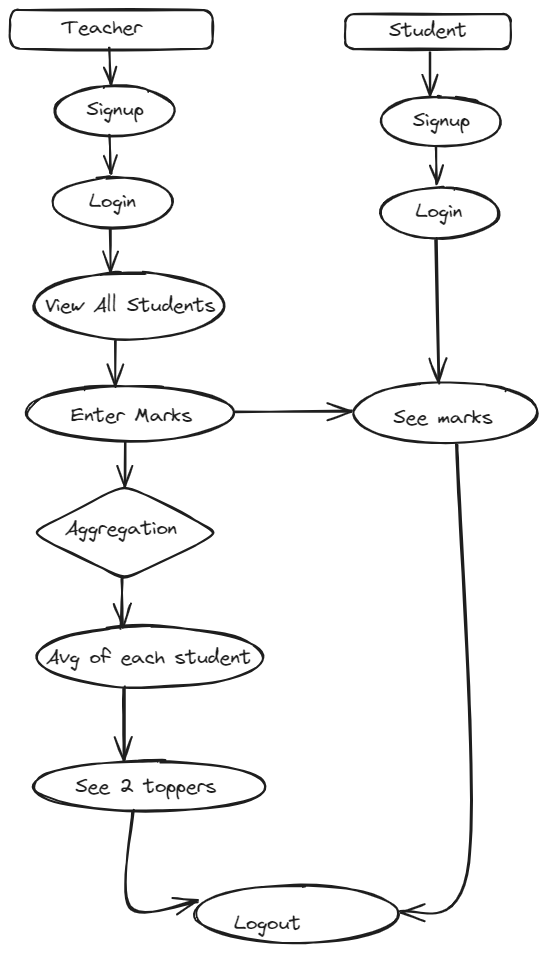 Teacher
Student
Signup
Signup
Login
Login
View All Students
Enter Marks
See marks
Aggregation
Avg of each student
See 2 toppers
Logout